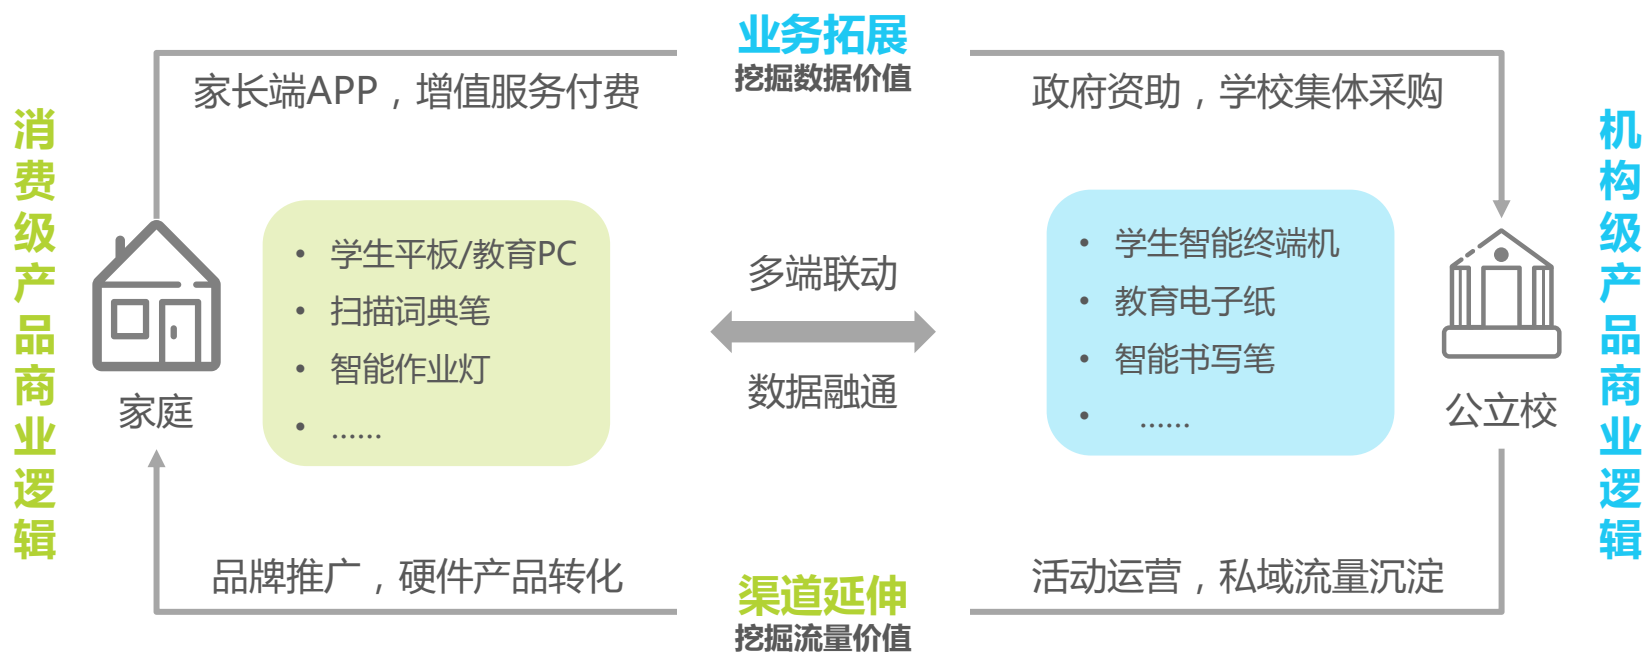 业务拓展
挖掘数据价值
家长端APP，增值服务付费
政府资助，学校集体采购
消费级产品商业逻辑
• 学生平板/教育PC
• 扫描词典笔
• 智能作业灯
• ......
家庭
多端联动
数据融通
• 学生智能终端机
• 教育电子纸
• 智能书写笔
• ......
公立校
机构级产品商业逻辑
品牌推广，硬件产品转化
活动运营，私域流量沉淀
渠道延伸
挖掘流量价值